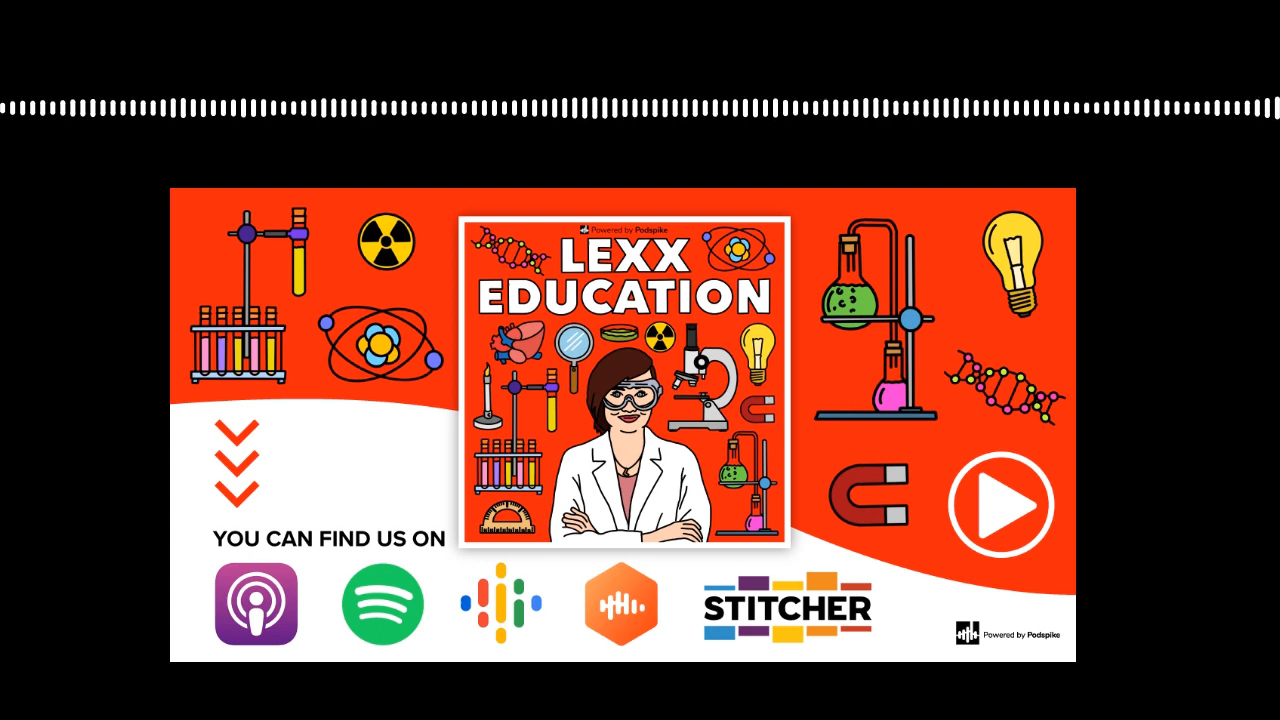 Powered by Podspike
LEXX
EDUCATION
YOU CAN FIND US ON
STITCHER
Powered by Podspike